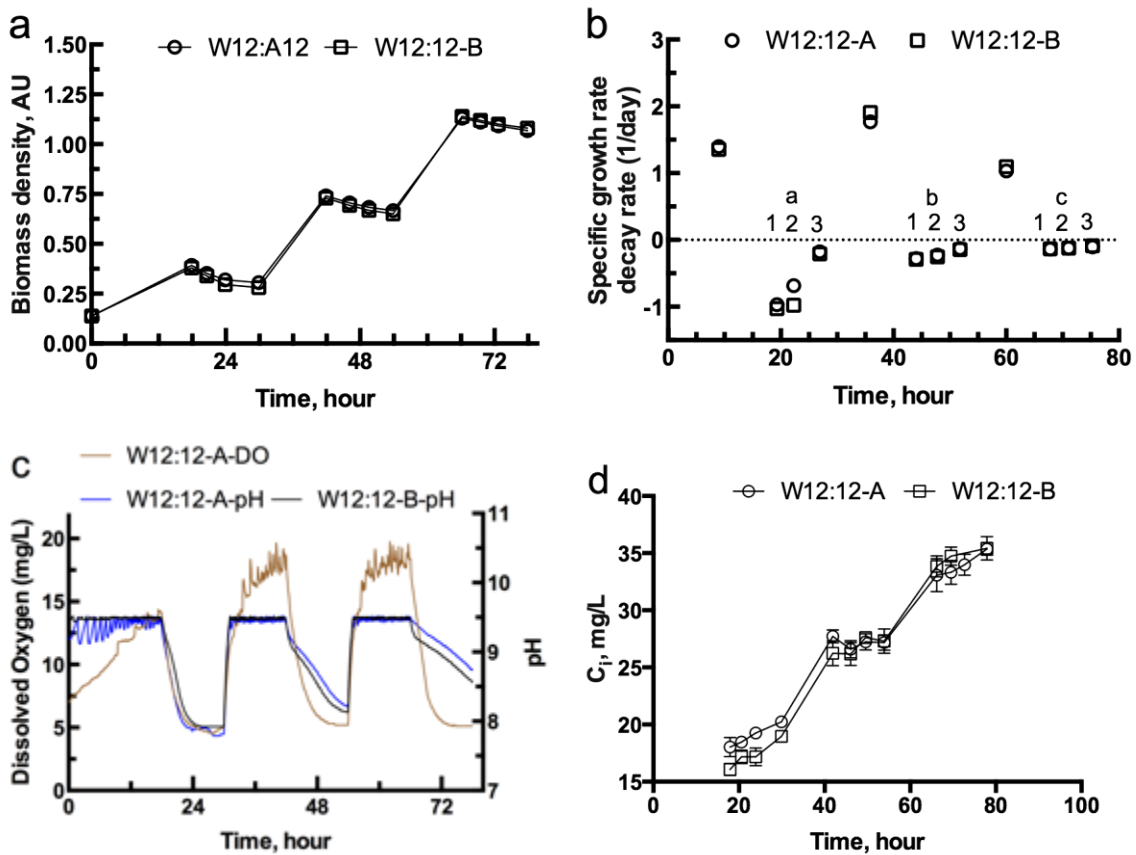 a
W12:A12
W12:12-B
Biomass density, AU
1.50
1.25
1.00
0.75
0.50
0.25
0.00
0
24
48
72
Time, hour
b
W12:12-A
W12:12-B
Specific growth rate
decay rate (1/day)
3
2
1
0
-1
a
1 2 3
b
1 2 3
c
1 2 3
0
20
40
60
80
Time, hour
c
W12:12-A-DO
W12:12-A-pH
W12:12-B-pH
Dissolved Oxygen (mg/L)
20
15
10
5
0
11
10
9
8
7
pH
0
24
48
72
Time, hour
d
W12:12-A
W12:12-B
Ci, mg/L
40
35
30
25
20
15
0
20
40
60
80
100
Time, hour